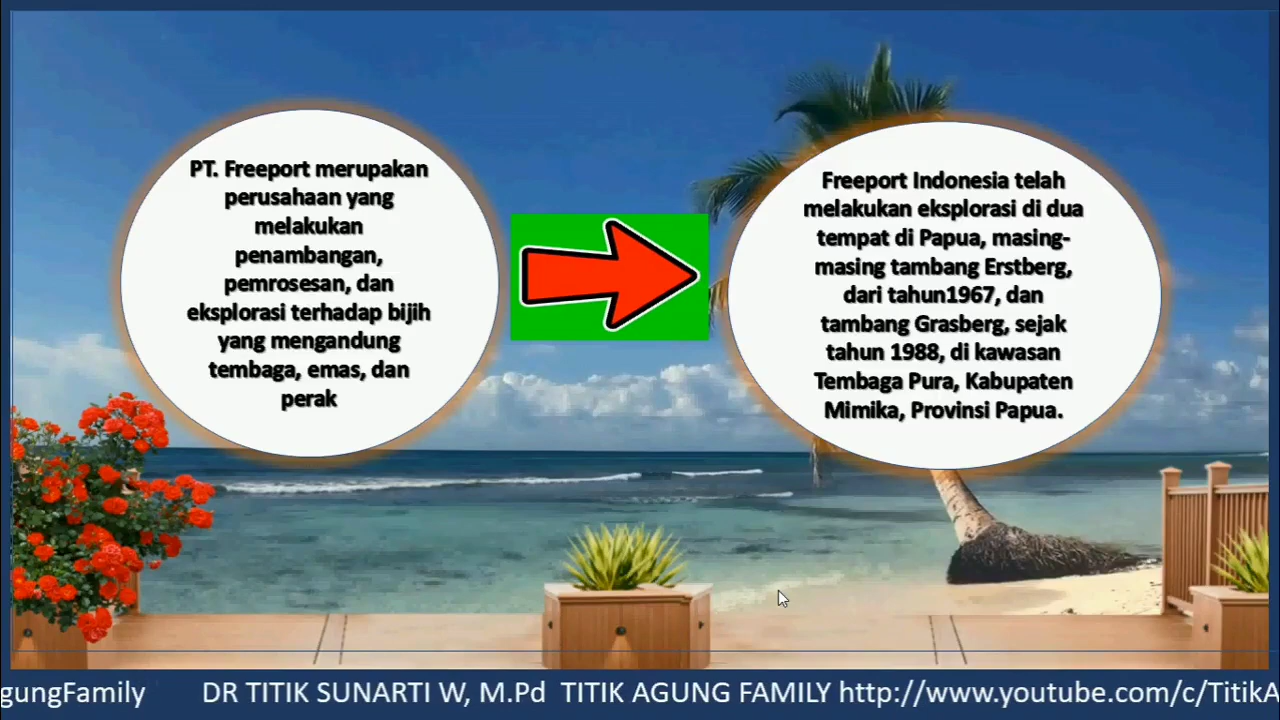 PT. Freeport merupakan
perusahaan yang
melakukan
penambangan,
pemrosesan, dan
eksplorasi terhadap bijih
yang mengandung
tembaga, emas, dan
perak
Freeport Indonesia telah
melakukan eksplorasi di dua
tempat di Papua, masing-
masing tambang Erstberg,
dari tahun1967, dan
tambang Grasberg, sejak
tahun 1988, di kawasan
Tembaga Pura, Kabupaten
Mimika, Provinsi Papua.
gungFamily DR TITIK SUNARTI W, M.Pd TITIK AGUNG FAMILY http://www.youtube.com/c/TitikA